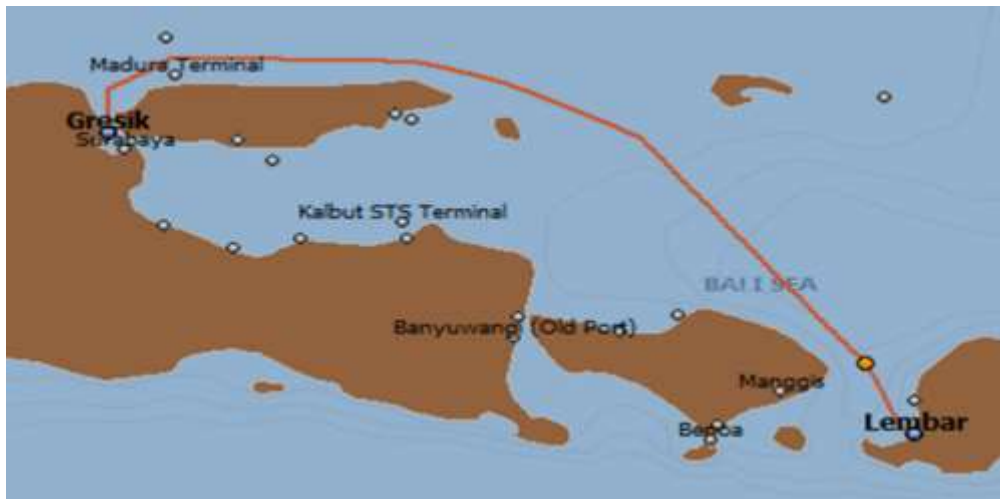 Madura Terminal
Gresik
Surabaya
Kalbut STS Terminal
BALI SEA
Banyuwangi (Old Port)
Manggis
Lembar
Benoa